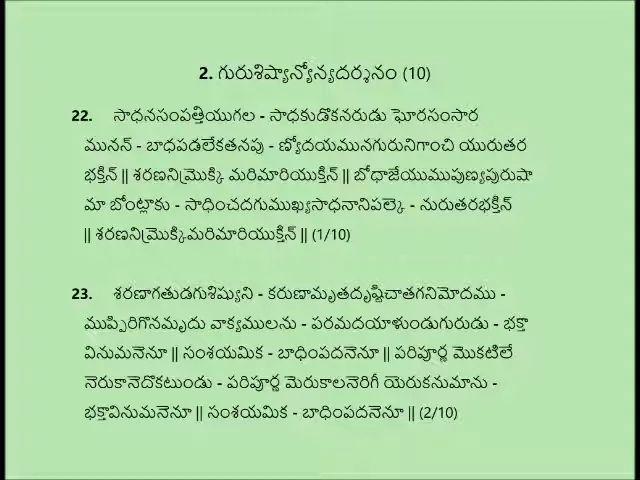 2. గురుశిష్యాన్యోన్యదర్శనం (10)
22. సాధనసంపత్తియుగల - సాధకుడొకనరుడు ఘోరసంసార
మునన్ - బాధపడలేకతనపు - ణ్యోదయమునగురునిగాంచి యురుతర
భక్తిన్ || శరణనిమ్రొక్కి మరిమారియుక్తిన్ || బోధాజేయుముపుణ్యపురుషా
మా బోంట్లాకు - సాధించదగుముఖ్యసాధనానిపల్కె - నురుతరభక్తిన్
|| శరణనిమ్రొక్కిమరిమారియుక్తిన్ || (1/10)
23. శరణాగతుడగుశిష్యుని - కరుణామృతదృష్టిచాతగనిమోదము -
ముప్పిరిగొనమృదు వాక్యములను - పరమదయాళుండుగురుడు - భక్తా
వినుమనెనూ || సంశయమిక - బాధింపదనెనూ || పరిపూర్ణ మొకటిలే
నెరుకానెదొకటుండు - పరిపూర్ణ మెరుకాలనెరిగీ యెరుకనుమాను -
భక్తావినుమనెనూ || సంశయమిక - బాధింపదనెనూ || (2/10)